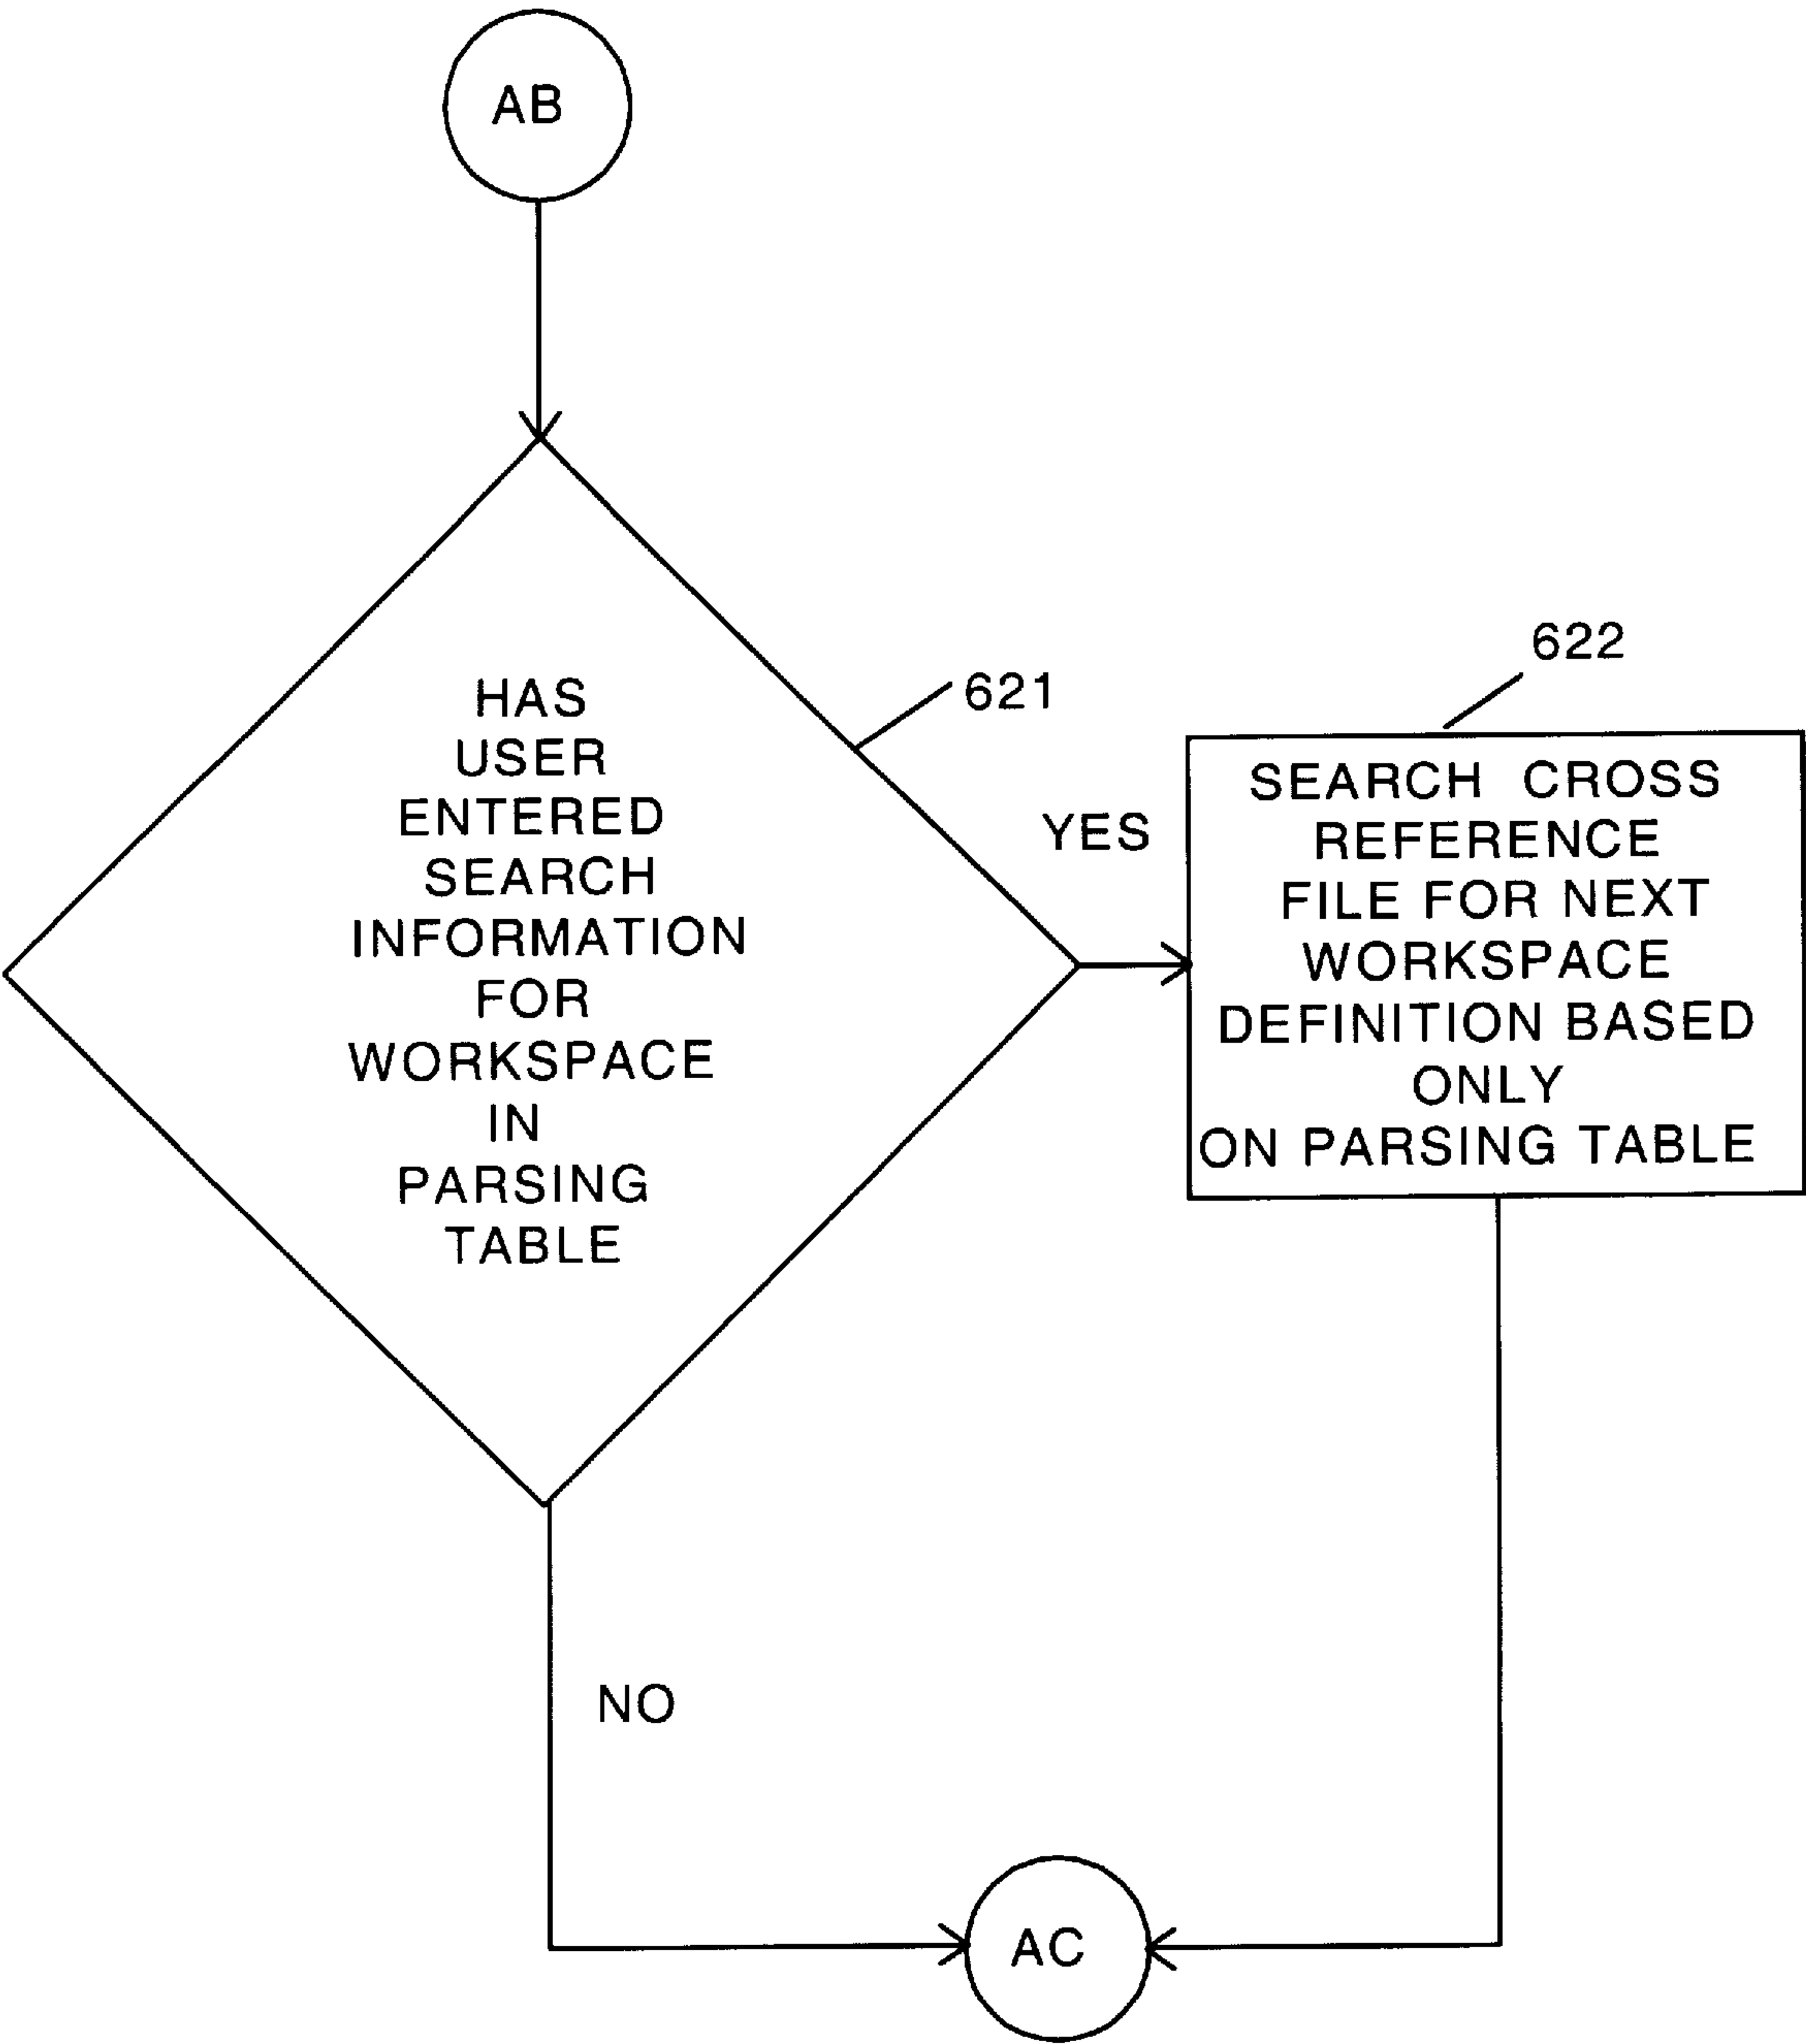 AB
HAS
USER
ENTERED
SEARCH
INFORMATION
FOR
WORKSPACE
IN
PARSING
TABLE
621
YES
622
SEARCH CROSS
REFERENCE
FILE FOR NEXT
WORKSPACE
DEFINITION BASED
ONLY
ON PARSING TABLE
NO
AC